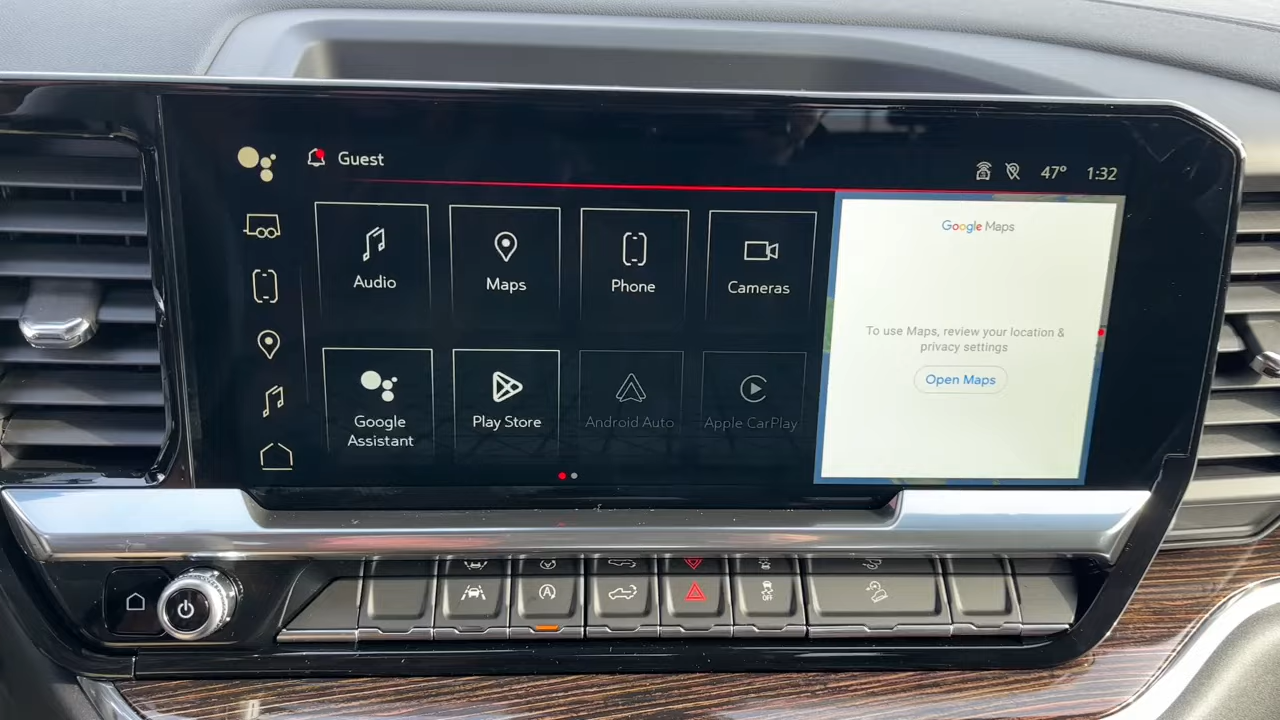 Guest
47° 1:32
Audio
Maps
Phone
Cameras
Google
Assistant
Play Store
Android Auto
Apple CarPlay
Google Maps
To use Maps, review your location &
privacy settings
Open Maps
A
OFF